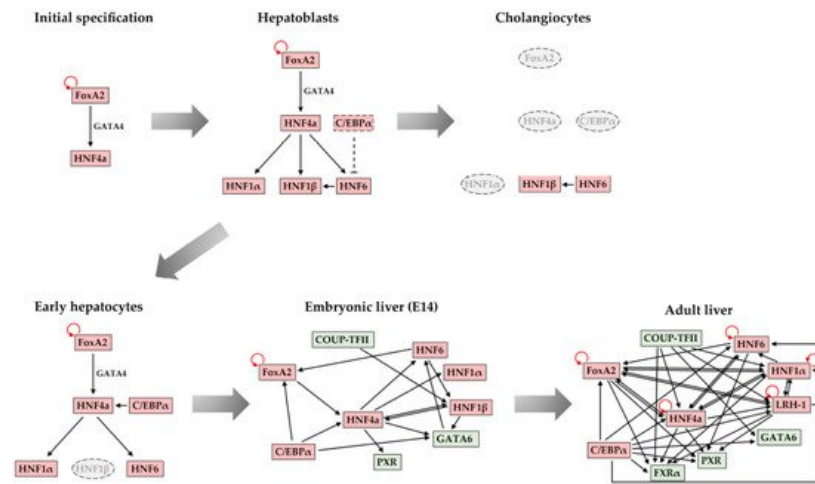 Initial specification
FoxA2
GATA4
HNF4a
Hepatoblasts
FoxA2
GATA4
HNF4a
C/EBPα
HNF1α
HNF1β
HNF6
Cholangiocytes
FoxA2
HNF4a
C/EBPα
HNF1α
HNF1β
HNF6
Early hepatocytes
FoxA2
GATA4
HNF4a
C/EBPα
HNF1α
HNF1β
HNF6
Embryonic liver (E14)
COUP-TFII
HNF6
FoxA2
HNF1α
HNF1β
HNF4a
GATA6
C/EBPα
PXR
Adult liver
COUP-TFII
HNF6
FoxA2
HNF1α
LRH-1
HNF4a
GATA6
C/EBPα
PXR
FXRα